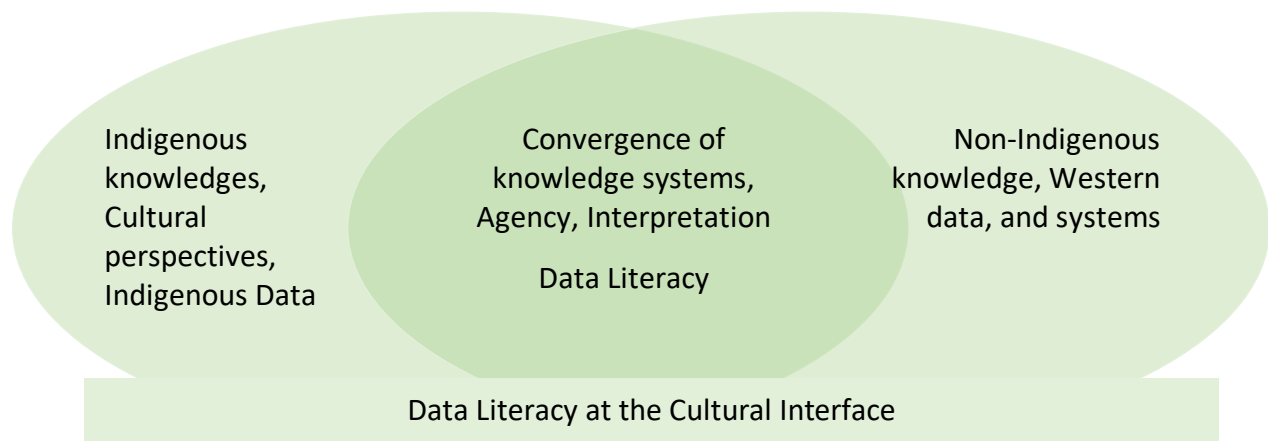 Indigenous
knowledges,
Cultural
perspectives,
Indigenous Data
Convergence of
knowledge systems,
Agency, Interpretation
Data Literacy
Non-Indigenous
knowledge, Western
data, and systems
Data Literacy at the Cultural Interface